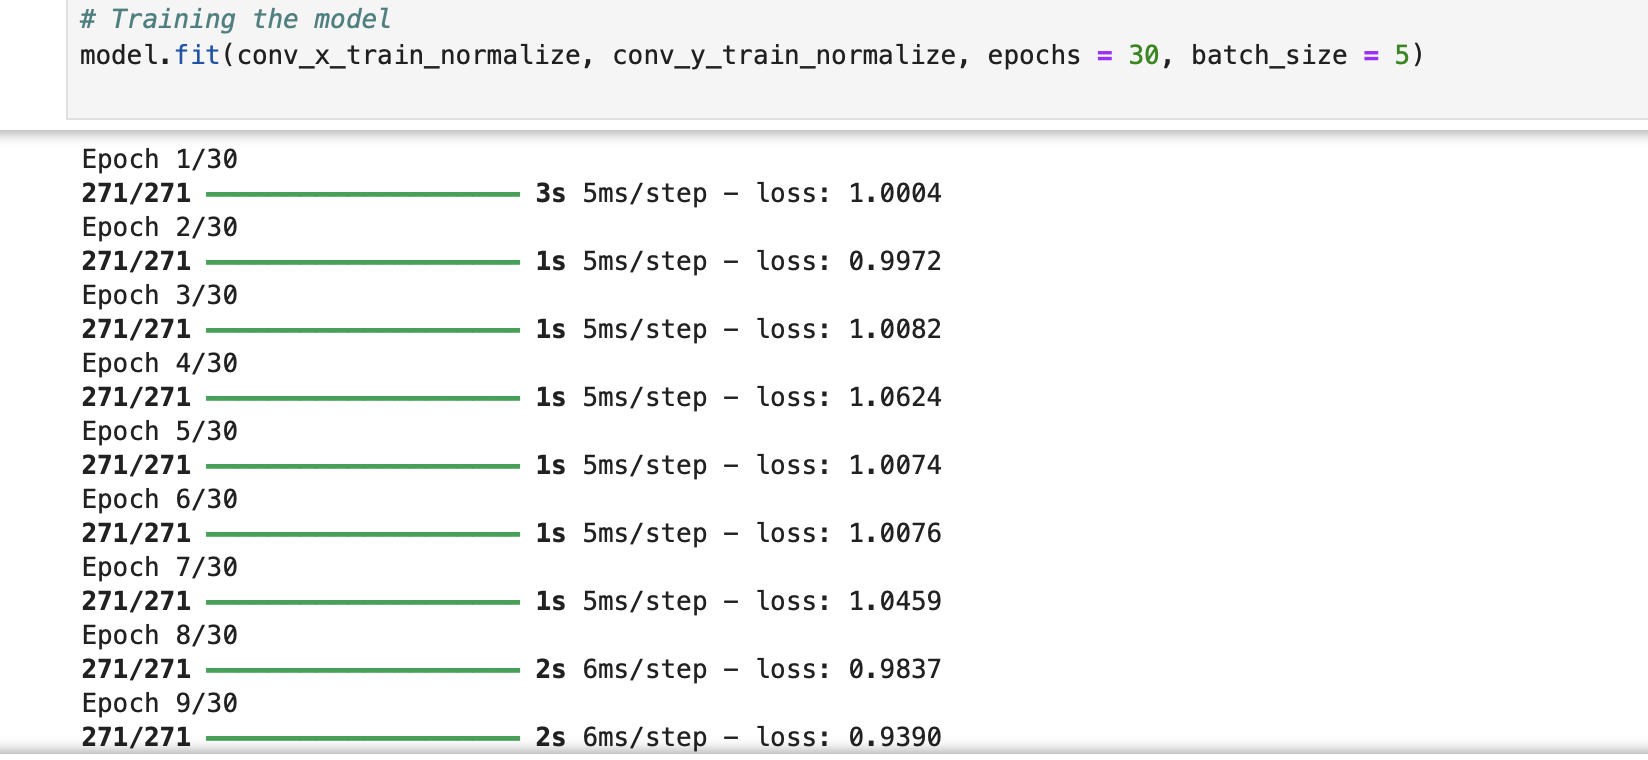 # Training the model
model.fit(conv_x_train_normalize, conv_y_train_normalize, epochs = 30, batch_size = 5)
Epoch 1/30
271/271 ━━━━━━━━━━━━━━━━━━━━ 3s 5ms/step - loss: 1.0004
Epoch 2/30
271/271 ━━━━━━━━━━━━━━━━━━━━ 1s 5ms/step - loss: 0.9972
Epoch 3/30
271/271 ━━━━━━━━━━━━━━━━━━━━ 1s 5ms/step - loss: 1.0082
Epoch 4/30
271/271 ━━━━━━━━━━━━━━━━━━━━ 1s 5ms/step - loss: 1.0624
Epoch 5/30
271/271 ━━━━━━━━━━━━━━━━━━━━ 1s 5ms/step - loss: 1.0074
Epoch 6/30
271/271 ━━━━━━━━━━━━━━━━━━━━ 1s 5ms/step - loss: 1.0076
Epoch 7/30
271/271 ━━━━━━━━━━━━━━━━━━━━ 1s 5ms/step - loss: 1.0459
Epoch 8/30
271/271 ━━━━━━━━━━━━━━━━━━━━ 2s 6ms/step - loss: 0.9837
Epoch 9/30
271/271 ━━━━━━━━━━━━━━━━━━━━ 2s 6ms/step - loss: 0.9390